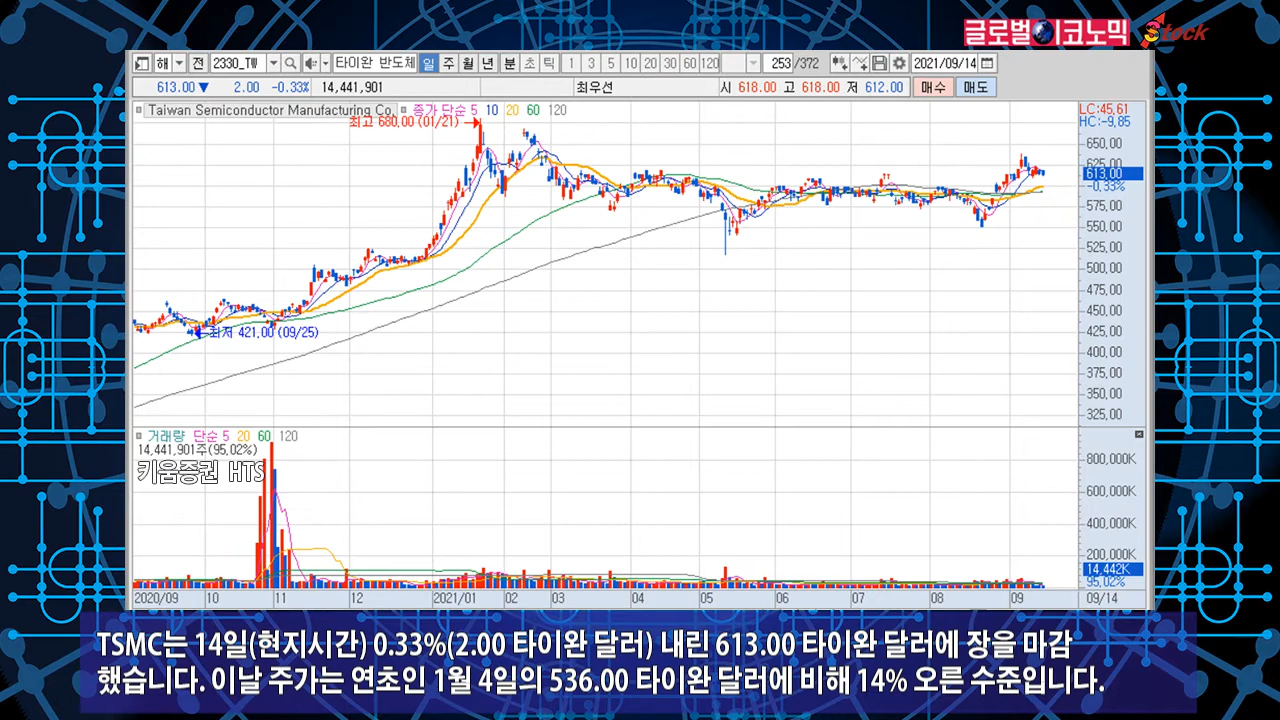 글로벌이코노믹 Stock
해 전 2330_TW 타이완 반도체 일 주 월 년 분 초 틱 1 3 5 10 20 30 60 120 253 /372 2021/09/14
613.00 ▼ 2.00 -0.33% 14,441,901 최우선 시 618.00 고 618.00 저 612.00 매수 매도
Taiwan Semiconductor Manufacturing Co. 종가 단순 5 10 20 60 120
LC:45.61
HC:-9.85
최고 680.00 (01/21)
650.00
625.00
613.00
-0.33%
575.00
550.00
525.00
500.00
475.00
450.00
425.00
400.00
375.00
350.00
325.00
최저 421.00 (09/25)
거래량 단순 5 20 60 120
14,441,901주(95.02%)
키움증권 HTS
800,000K
600,000K
400,000K
200,000K
14,442K
95.02%
2020/09 10 11 12 2021/01 02 03 04 05 06 07 08 09 09/14
TSMC는 14일(현지시간) 0.33%(2.00 타이완 달러) 내린 613.00 타이완 달러에 장을 마감
했습니다. 이날 주가는 연초인 1월 4일의 536.00 타이완 달러에 비해 14% 오른 수준입니다.